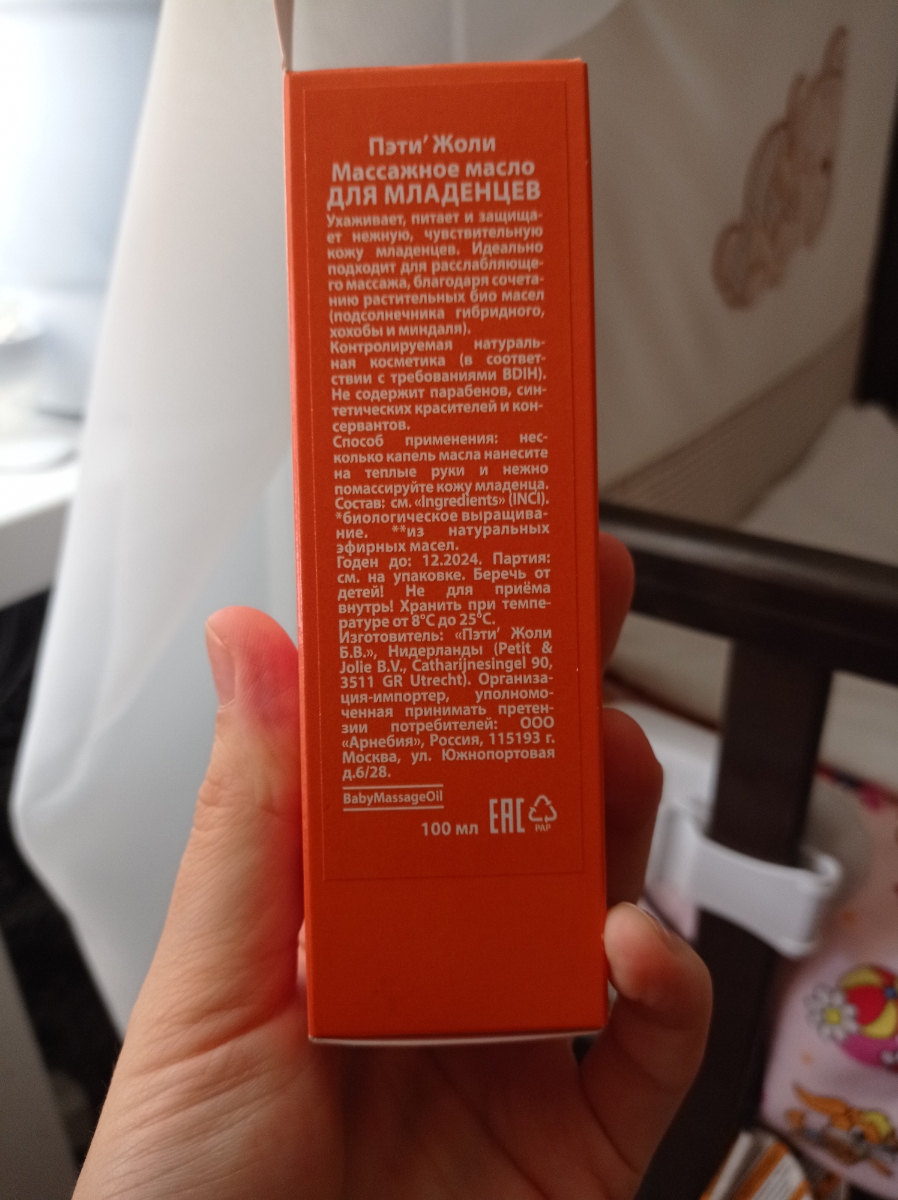 Пэти' Жоли
Массажное масло
ДЛЯ МЛАДЕНЦЕВ
Ухаживает, питает и защища-
ет нежную, чувствительную
кожу младенцев. Идеально
подходит для расслабляюще-
го массажа, благодаря сочета-
нию растительных био масел
(подсолнечника гибридного,
хохобы и миндаля).
Контролируемая натураль-
ная косметика (в соответ-
ствии с требованиями BDIH).
Не содержит парабенов, син-
тетических красителей и кон-
сервантов.
Способ применения: нес-
колько капель масла нанесите
на теплые руки и нежно
помассируйте кожу младенца.
Состав: см. «Ingredients» (INCI).
*биологическое выращива-
ние. **из натуральных
эфирных масел.
Годен до: 12.2024. Партия:
см. на упаковке. Беречь от
детей! Не для приёма
внутрь! Хранить при темпе-
ратуре от 8°C до 25°C.
Изготовитель: «Пэти' Жоли
Б.В.», Нидерланды (Petit &
Jolie B.V., Catharijnesingel 90,
3511 GR Utrecht). Организа-
ция-импортер, уполномо-
ченная принимать претен-
зии потребителей: ООО
«Арнебия», Россия, 115193 г.
Москва, ул. Южнопортовая
д.6/28.
BabyMassageOil
100 мл EAC PAP